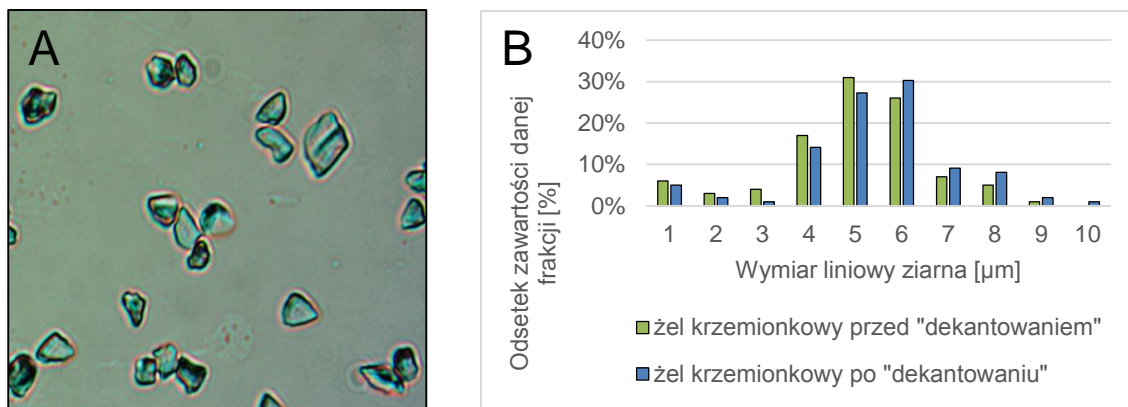 A
B
Odsetek zawartości danej
frakcji [%]
40%
30%
20%
10%
0%
1 2 3 4 5 6 7 8 9 10
Wymiar liniowy ziarna [µm]
żel krzemionkowy przed "dekantowaniem"
żel krzemionkowy po "dekantowaniu"